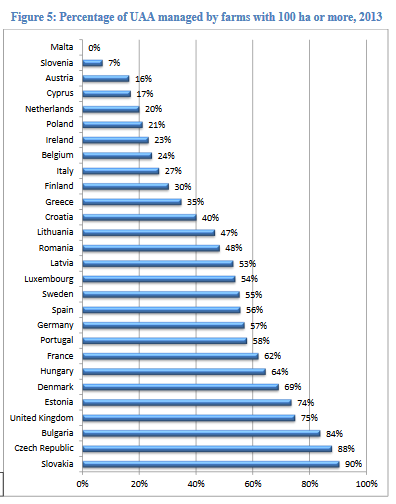 Figure 5: Percentage of UAA managed by farms with 100 ha or more, 2013
Malta 0%
Slovenia 7%
Austria 16%
Cyprus 17%
Netherlands 20%
Poland 21%
Ireland 23%
Belgium 24%
Italy 27%
Finland 30%
Greece 35%
Croatia 40%
Lithuania 47%
Romania 48%
Latvia 53%
Luxembourg 54%
Sweden 55%
Spain 56%
Germany 57%
Portugal 58%
France 62%
Hungary 64%
Denmark 69%
Estonia 74%
United Kingdom 75%
Bulgaria 84%
Czech Republic 88%
Slovakia 90%
0% 20% 40% 60% 80% 100%